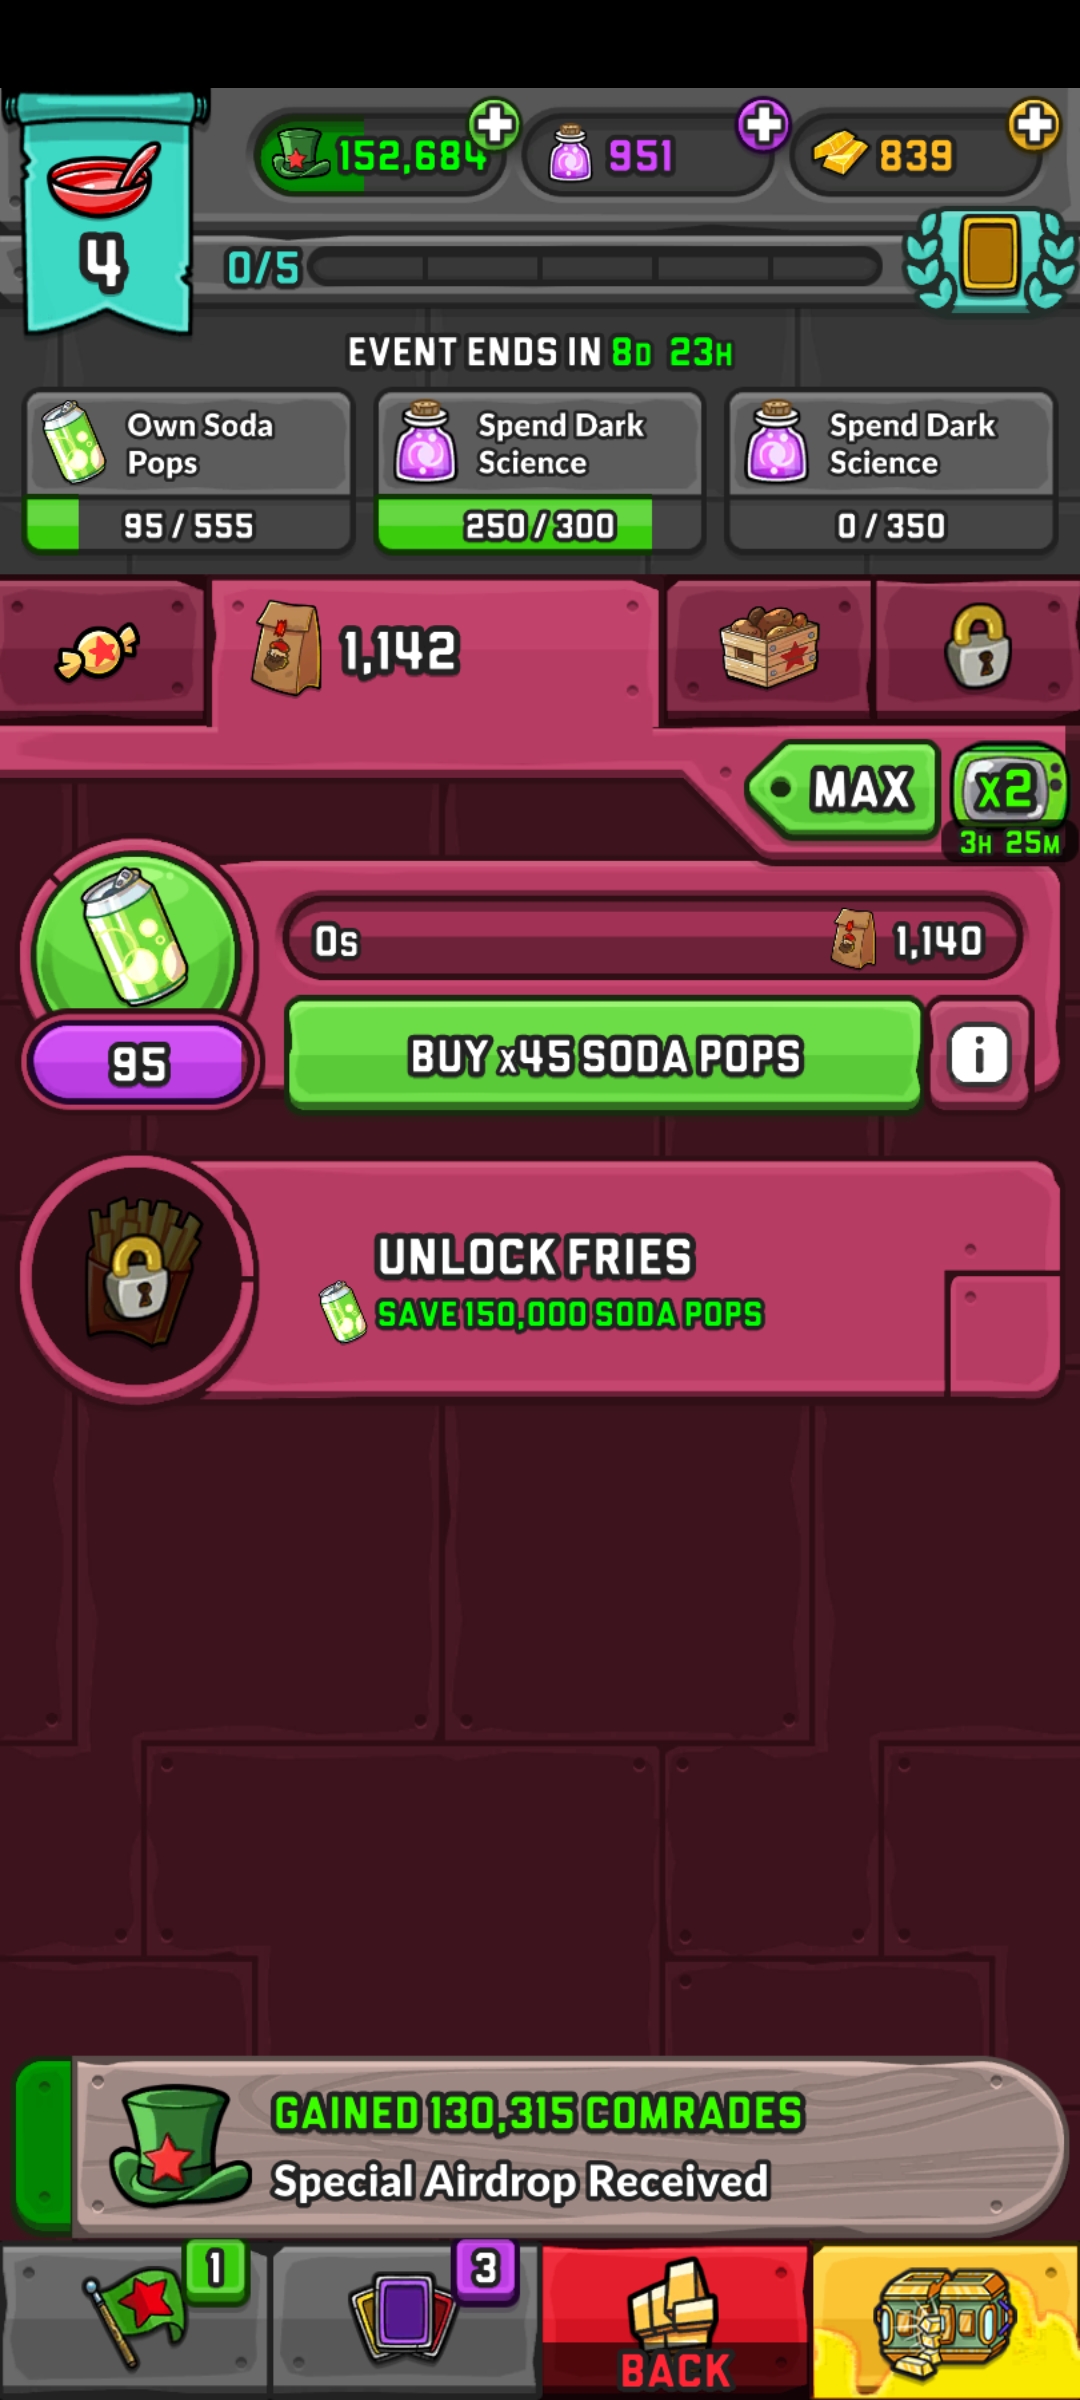 152,684
951
839
4
0/5
EVENT ENDS IN 8D 23H
Own Soda
Pops
95 / 555
Spend Dark
Science
250 / 300
Spend Dark
Science
0 / 350
1,142
MAX
x2
3H 25M
0s
1,140
95
BUY x45 SODA POPS
i
UNLOCK FRIES
SAVE 150,000 SODA POPS
GAINED 130,315 COMRADES
Special Airdrop Received
1
3
BACK